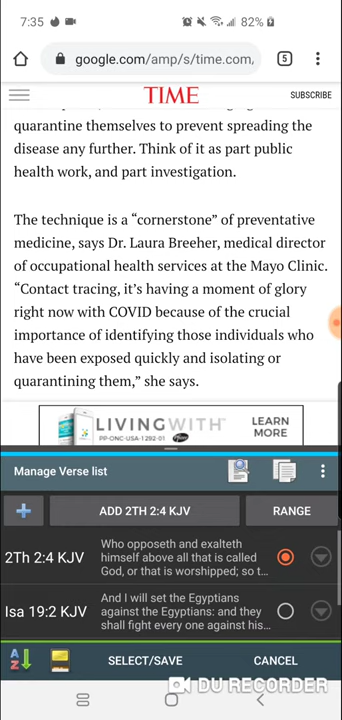 7:35 82%
google.com/amp/s/time.com, 5
TIME SUBSCRIBE
quarantine themselves to prevent spreading the
disease any further. Think of it as part public
health work, and part investigation.
The technique is a “cornerstone” of preventative
medicine, says Dr. Laura Breeher, medical director
of occupational health services at the Mayo Clinic.
“Contact tracing, it’s having a moment of glory
right now with COVID because of the crucial
importance of identifying those individuals who
have been exposed quickly and isolating or
quarantining them,” she says.
LIVINGWITH™ LEARN
PP-ONC-USA-1292-01 Pfizer MORE
Manage Verse list
ADD 2TH 2:4 KJV RANGE
2Th 2:4 KJV
Who opposeth and exalteth
himself above all that is called
God, or that is worshipped; so t...
Isa 19:2 KJV
And I will set the Egyptians
against the Egyptians: and they
shall fight every one against his...
A
Z
SELECT/SAVE CANCEL
DU RECORDER